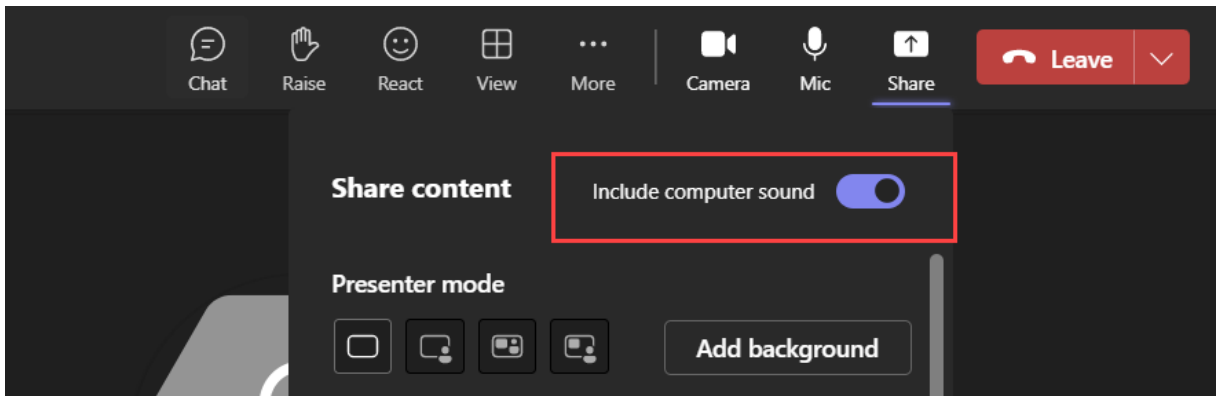 Chat Raise React View More Camera Mic Share Leave
Share content Include computer sound
Presenter mode
Add background